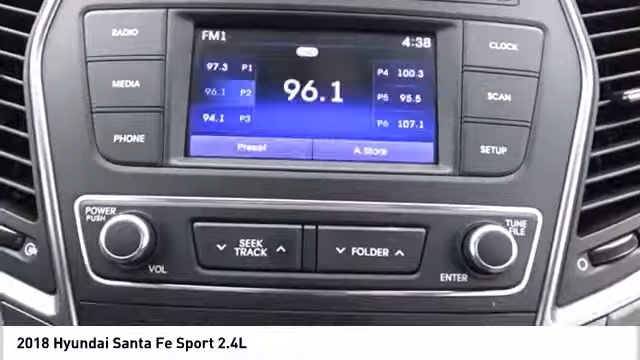 RADIO
MEDIA
PHONE
FM1
4:38
97.3 P1
96.1 P2
94.1 P3
96.1
P4 100.3
P5 95.5
P6 107.1
Preset
A.Store
CLOCK
SCAN
SETUP
POWER
PUSH
VOL
SEEK
TRACK
FOLDER
TUNE
FILE
ENTER
2018 Hyundai Santa Fe Sport 2.4L